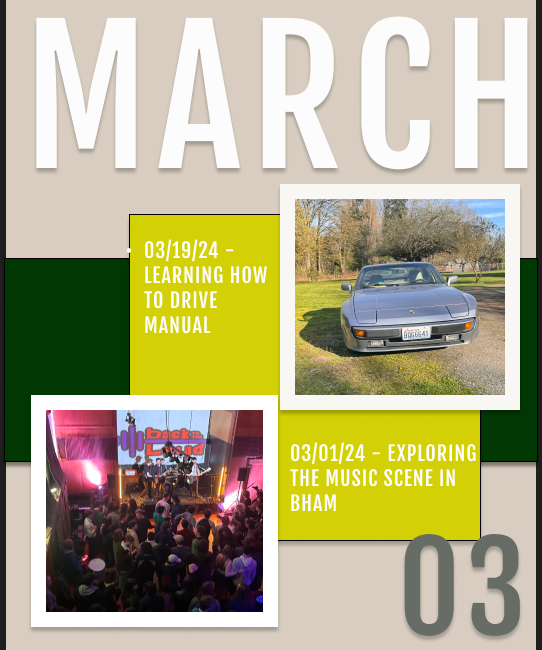 MARCH
03/19/24 -
LEARNING HOW
TO DRIVE
MANUAL
03/01/24 - EXPLORING
THE MUSIC SCENE IN
BHAM
03